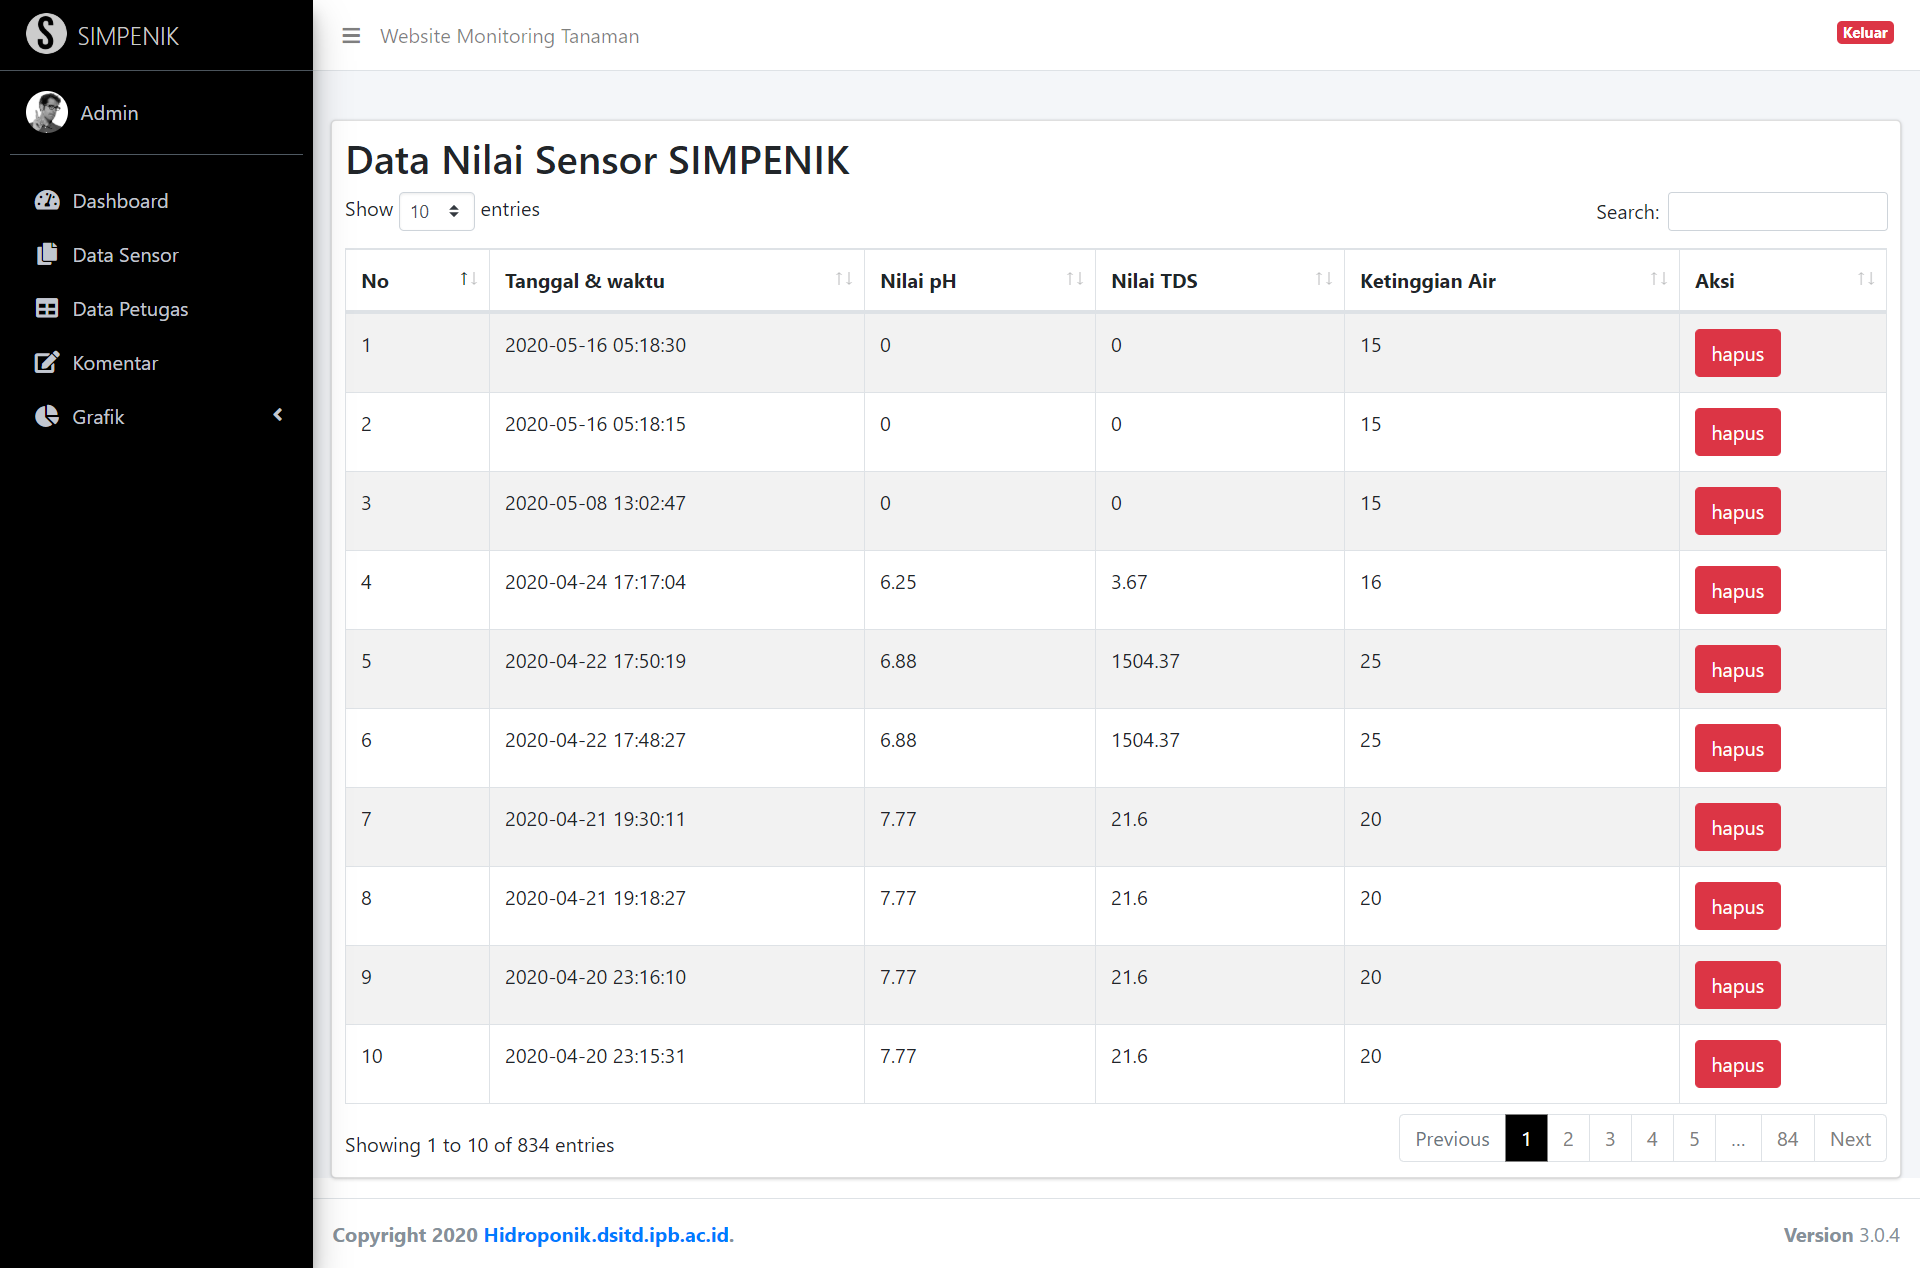 SIMPENIK
Website Monitoring Tanaman
Keluar
Admin
Dashboard
Data Sensor
Data Petugas
Komentar
Grafik
Data Nilai Sensor SIMPENIK
Show 10 entries
Search:
No Tanggal & waktu Nilai pH Nilai TDS Ketinggian Air Aksi
1 2020-05-16 05:18:30 0 0 15 hapus
2 2020-05-16 05:18:15 0 0 15 hapus
3 2020-05-08 13:02:47 0 0 15 hapus
4 2020-04-24 17:17:04 6.25 3.67 16 hapus
5 2020-04-22 17:50:19 6.88 1504.37 25 hapus
6 2020-04-22 17:48:27 6.88 1504.37 25 hapus
7 2020-04-21 19:30:11 7.77 21.6 20 hapus
8 2020-04-21 19:18:27 7.77 21.6 20 hapus
9 2020-04-20 23:16:10 7.77 21.6 20 hapus
10 2020-04-20 23:15:31 7.77 21.6 20 hapus
Showing 1 to 10 of 834 entries
Previous 1 2 3 4 5 ... 84 Next
Copyright 2020 Hidroponik.dsitd.ipb.ac.id.
Version 3.0.4